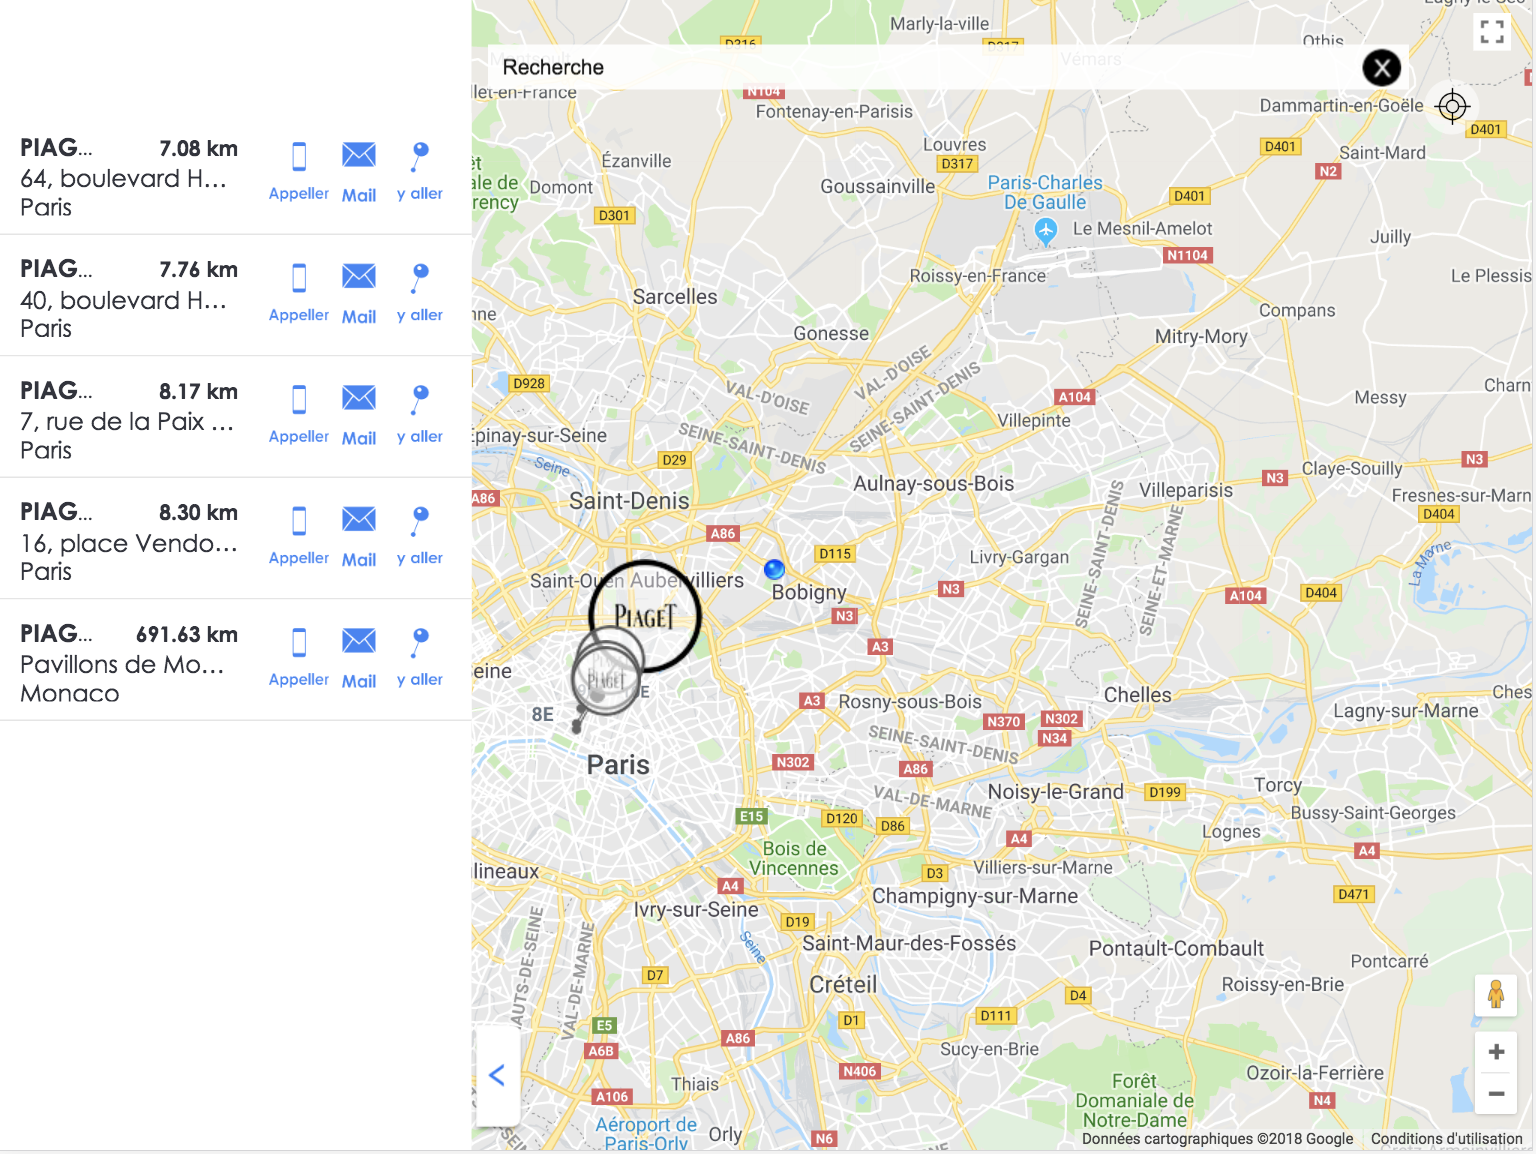 PIAG...
7.08 km
64, boulevard H...
Paris
Appeller
Mail
y aller
PIAG...
7.76 km
40, boulevard H...
Paris
Appeller
Mail
y aller
PIAG...
8.17 km
7, rue de la Paix ...
Paris
Appeller
Mail
y aller
PIAG...
8.30 km
16, place Vendo...
Paris
Appeller
Mail
y aller
PIAG...
691.63 km
Pavillons de Mo...
Monaco
Appeller
Mail
y aller
Marly-la-ville
Othis
D316
D317
Vémars
Recherche
X
llet-en-France
N104
Fontenay-en-Parisis
Dammartin-en-Goële
D401
Louvres
D317
D401
Saint-Mard
N2
Ézanville
Domont
Goussainville
Paris-Charles
De Gaulle
D401
D301
Le Mesnil-Amelot
Juilly
N1104
Roissy-en-France
Le Plessis
Sarcelles
Compans
Gonesse
Mitry-Mory
D928
VAL-D'OISE
VAL-D'OISE
SEINE-SAINT-DENIS
Charn
A104
Messy
Villepinte
Epinay-sur-Seine
SEINE-SAINT-DENIS
Seine
D29
Claye-Souilly
N3
N3
Aulnay-sous-Bois
Villeparisis
A86
Saint-Denis
Fresnes-sur-Marn
D404
A86
D115
Livry-Gargan
SEINE-SAINT-DENIS
SEINE-ET-MARNE
La Marne
Saint-Ouen
Aubervilliers
Bobigny
N3
A104
D404
PIAGET
N3
A3
PIAGET
eine
8E
E
A3
Rosny-sous-Bois
Chelles
Ches
N370
N302
N34
Lagny-sur-Marne
SEINE-SAINT-DENIS
Paris
N302
A86
Noisy-le-Grand
D199
Torcy
VAL-DE-MARNE
E15
D120
D86
Bussy-Saint-Georges
Lognes
A4
A4
Bois de
Vincennes
Villiers-sur-Marne
lineaux
A4
D3
Champigny-sur-Marne
D471
Ivry-sur-Seine
D19
Seine
Saint-Maur-des-Fossés
Pontault-Combault
Pontcarré
AUTS-DE-SEINE
VAL-DE-MARNE
D7
Créteil
Roissy-en-Brie
D4
D111
D1
E5
A86
A6B
Sucy-en-Brie
<
N406
Thiais
Ozoir-la-Ferrière
A106
Forêt
Domaniale de
Notre-Dame
N4
+
−
Aéroport de
Paris-Orly
Orly
N6
Données cartographiques ©2018 Google
Conditions d'utilisation